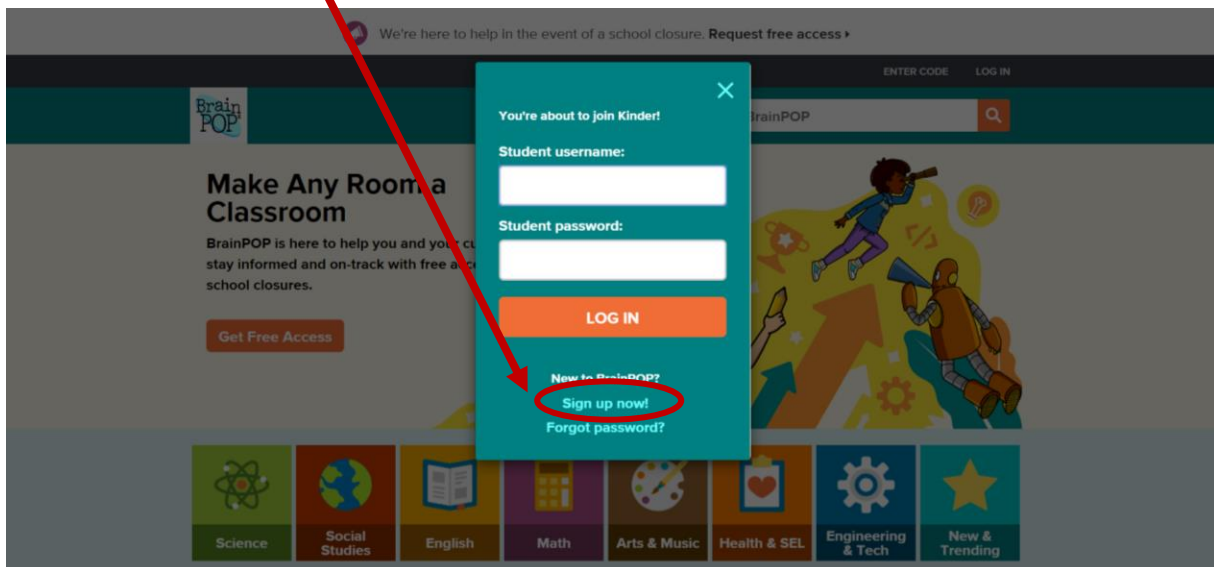 We're here to help in the event of a school closure. Request free access
ENTER CODE LOG IN
Brain
POP
BrainPOP
You're about to join Kinder!
Student username:
Student password:
LOG IN
New to BrainPOP?
Sign up now!
Forgot password?
Make Any Room a
Classroom
BrainPOP is here to help you and your
stay informed and on-track with free
school closures.
Get Free Access
Science
Social
Studies
English
Math
Arts & Music
Health & SEL
Engineering
& Tech
New &
Trending